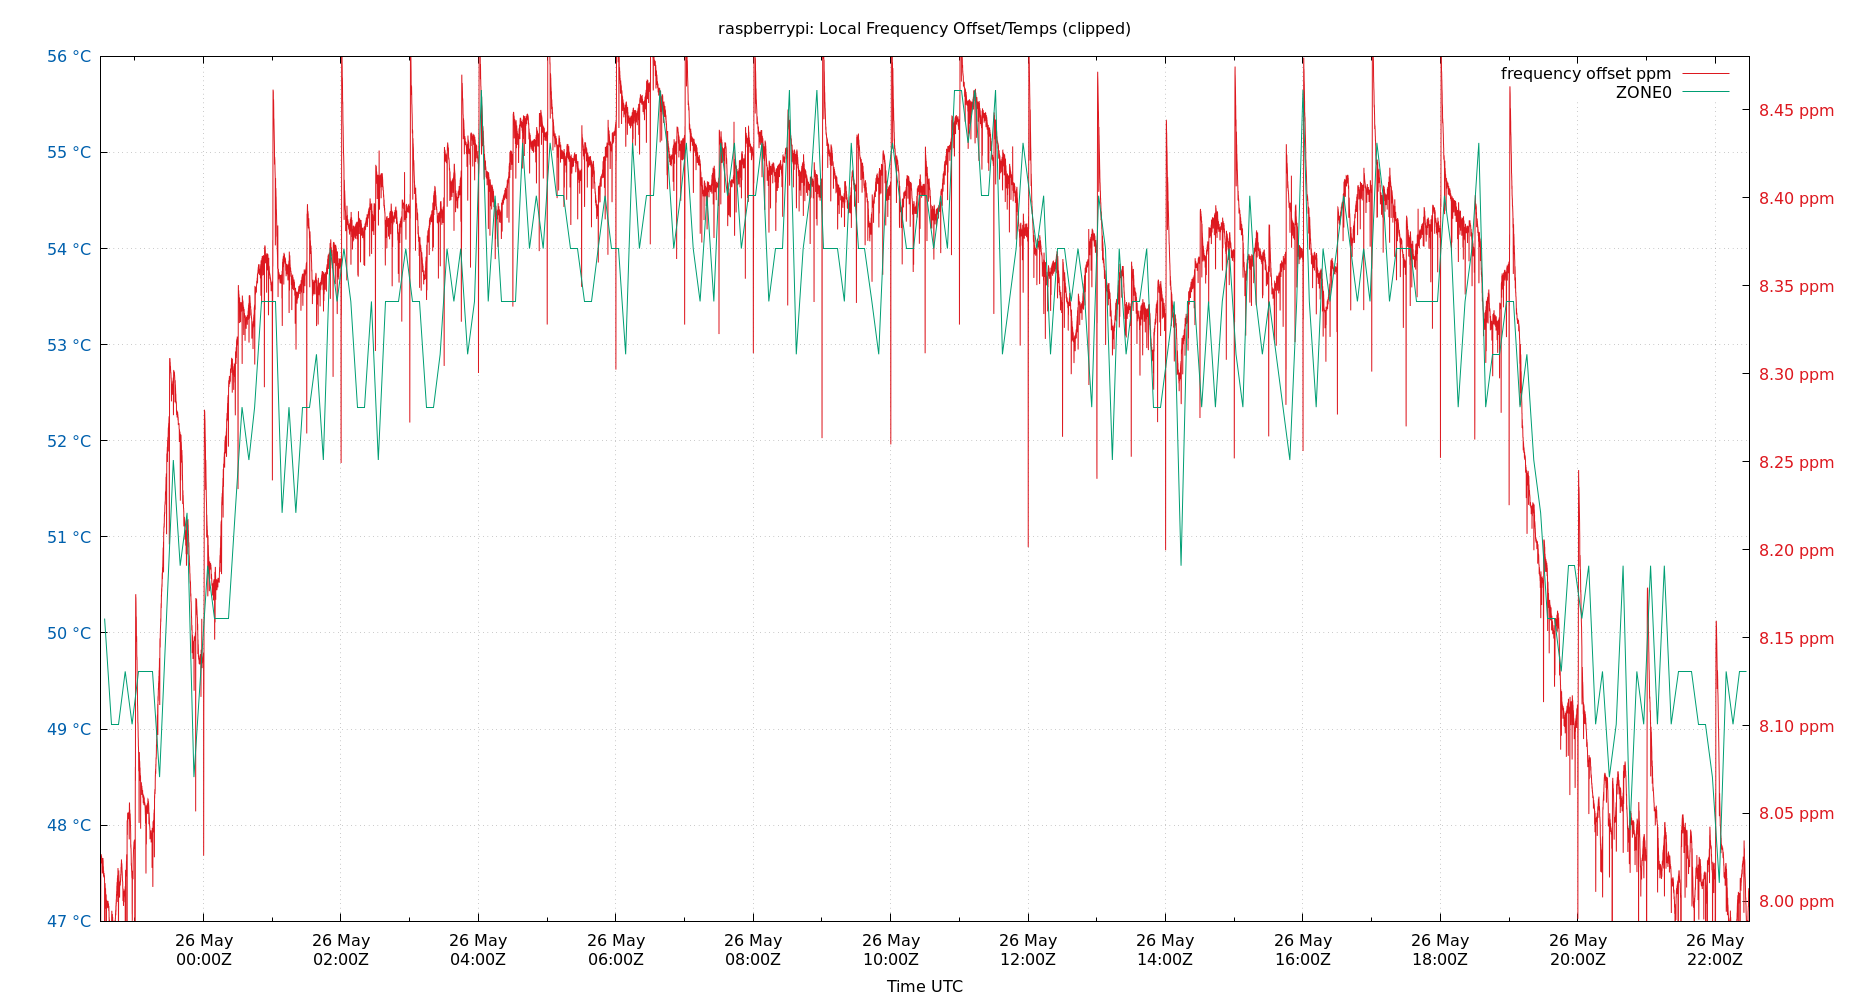 raspberrypi: Local Frequency Offset/Temps (clipped)
frequency offset ppm
ZONE0
56 °C
55 °C
54 °C
53 °C
52 °C
51 °C
50 °C
49 °C
48 °C
47 °C
8.45 ppm
8.40 ppm
8.35 ppm
8.30 ppm
8.25 ppm
8.20 ppm
8.15 ppm
8.10 ppm
8.05 ppm
8.00 ppm
26 May
00:00Z
26 May
02:00Z
26 May
04:00Z
26 May
06:00Z
26 May
08:00Z
26 May
10:00Z
26 May
12:00Z
26 May
14:00Z
26 May
16:00Z
26 May
18:00Z
26 May
20:00Z
26 May
22:00Z
Time UTC